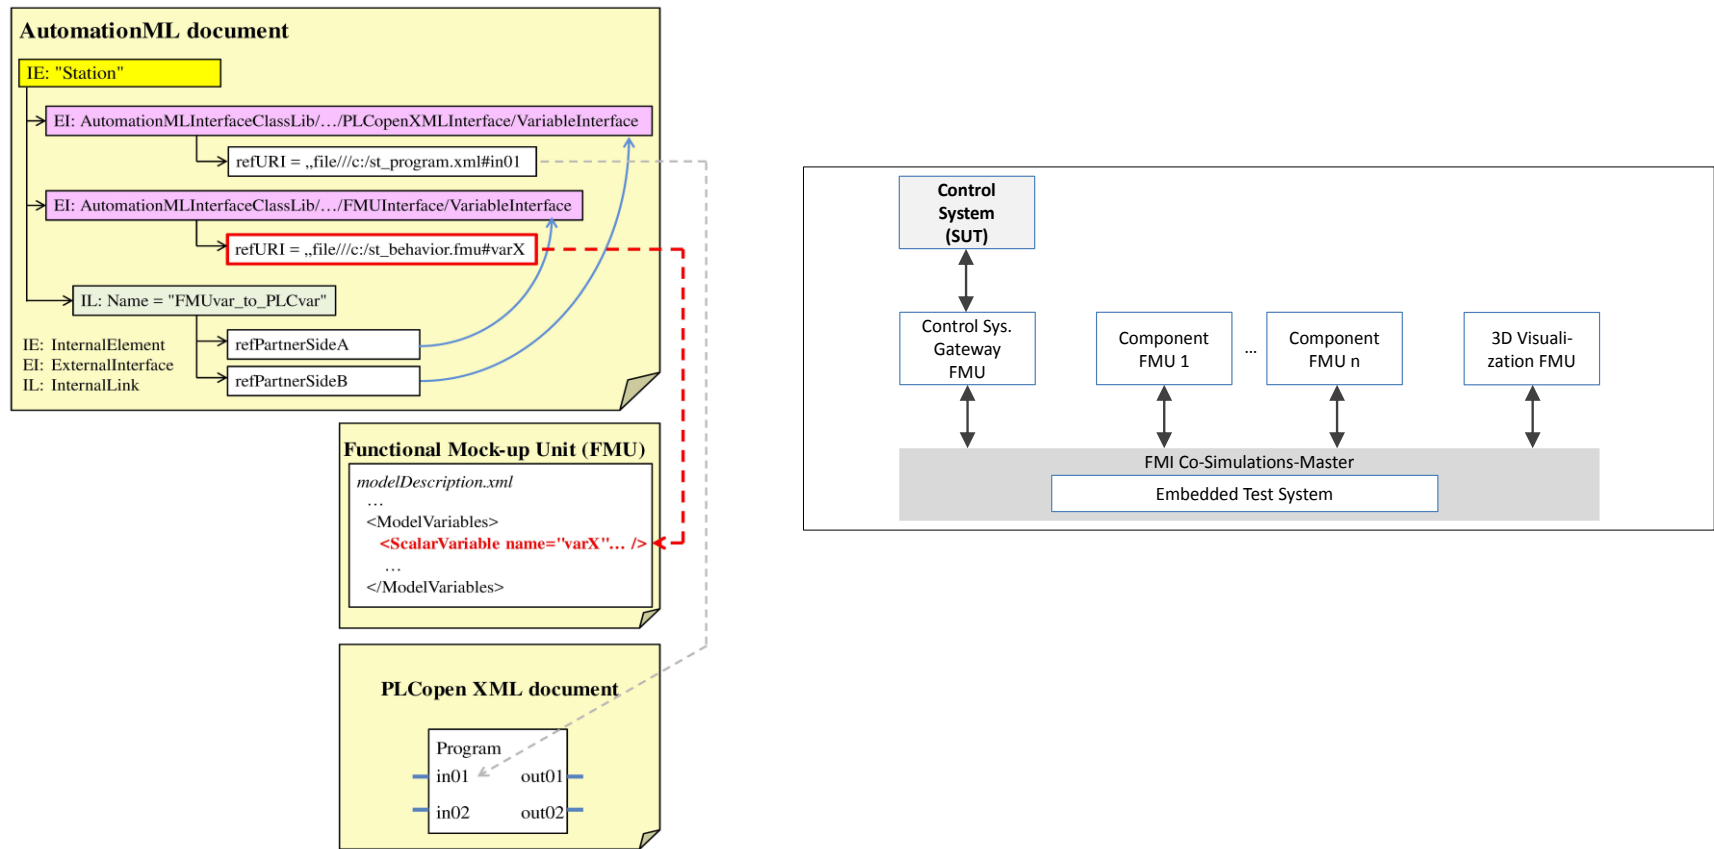 AutomationML document
IE: "Station"
EI: AutomationMLInterfaceClassLib/…/PLCopenXMLInterface/VariableInterface
refURI = „file///c:/st_program.xml#in01
EI: AutomationMLInterfaceClassLib/…/FMUInterface/VariableInterface
refURI = „file///c:/st_behavior.fmu#varX
IL: Name = "FMUvar_to_PLCvar"
refPartnerSideA
refPartnerSideB
IE: InternalElement
EI: ExternalInterface
IL: InternalLink
Functional Mock-up Unit (FMU)
modelDescription.xml
…
<ModelVariables>
<ScalarVariable name="varX"… />
…
</ModelVariables>
PLCopen XML document
Program
in01 out01
in02 out02
Control
System
(SUT)
Control Sys.
Gateway
FMU
Component
FMU 1
...
Component
FMU n
3D Visuali-
zation FMU
FMI Co-Simulations-Master
Embedded Test System